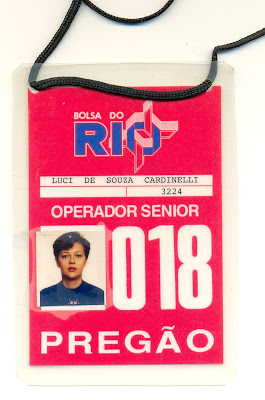 BOLSA DO
RIO
LUCI DE SOUZA CARDINELLI
3224
OPERADOR SENIOR
018
PREGÃO